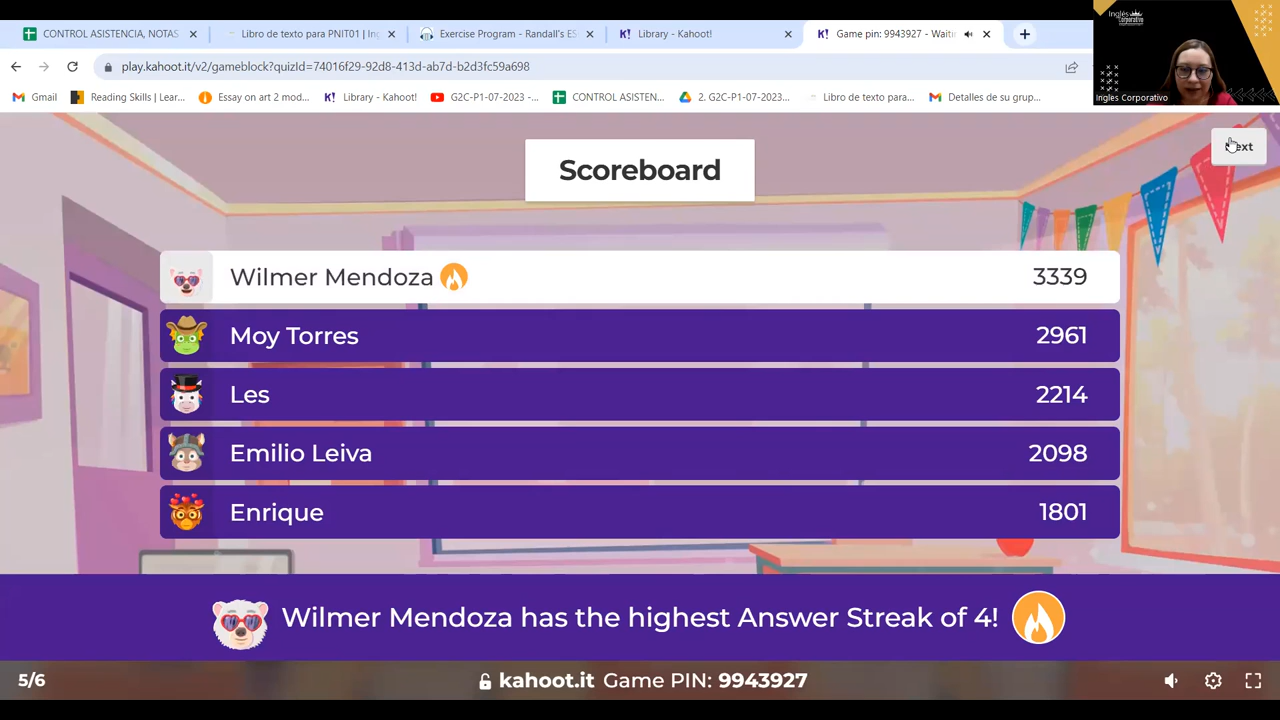 CONTROL ASISTENCIA, NOTAS
Libro de texto para PNIT01 | Ing
Exercise Program - Randall's ES
Library - Kahoot!
Game pin: 9943927 - Waiti
play.kahoot.it/v2/gameblock?quizId=74016f29-92d8-413d-ab7d-b2d3fc59a698
Gmail
Reading Skills | Lear...
Essay on art 2 mod...
Library - Kahoot!
G2C-P1-07-2023 -...
CONTROL ASISTEN...
2. G2C-P1-07-2023...
Libro de texto para...
Detalles de su grup...
Inglés
Corporativo
Ingles Corporativo
Next
Scoreboard
Wilmer Mendoza 3339
Moy Torres 2961
Les 2214
Emilio Leiva 2098
Enrique 1801
Wilmer Mendoza has the highest Answer Streak of 4!
5/6
kahoot.it Game PIN: 9943927